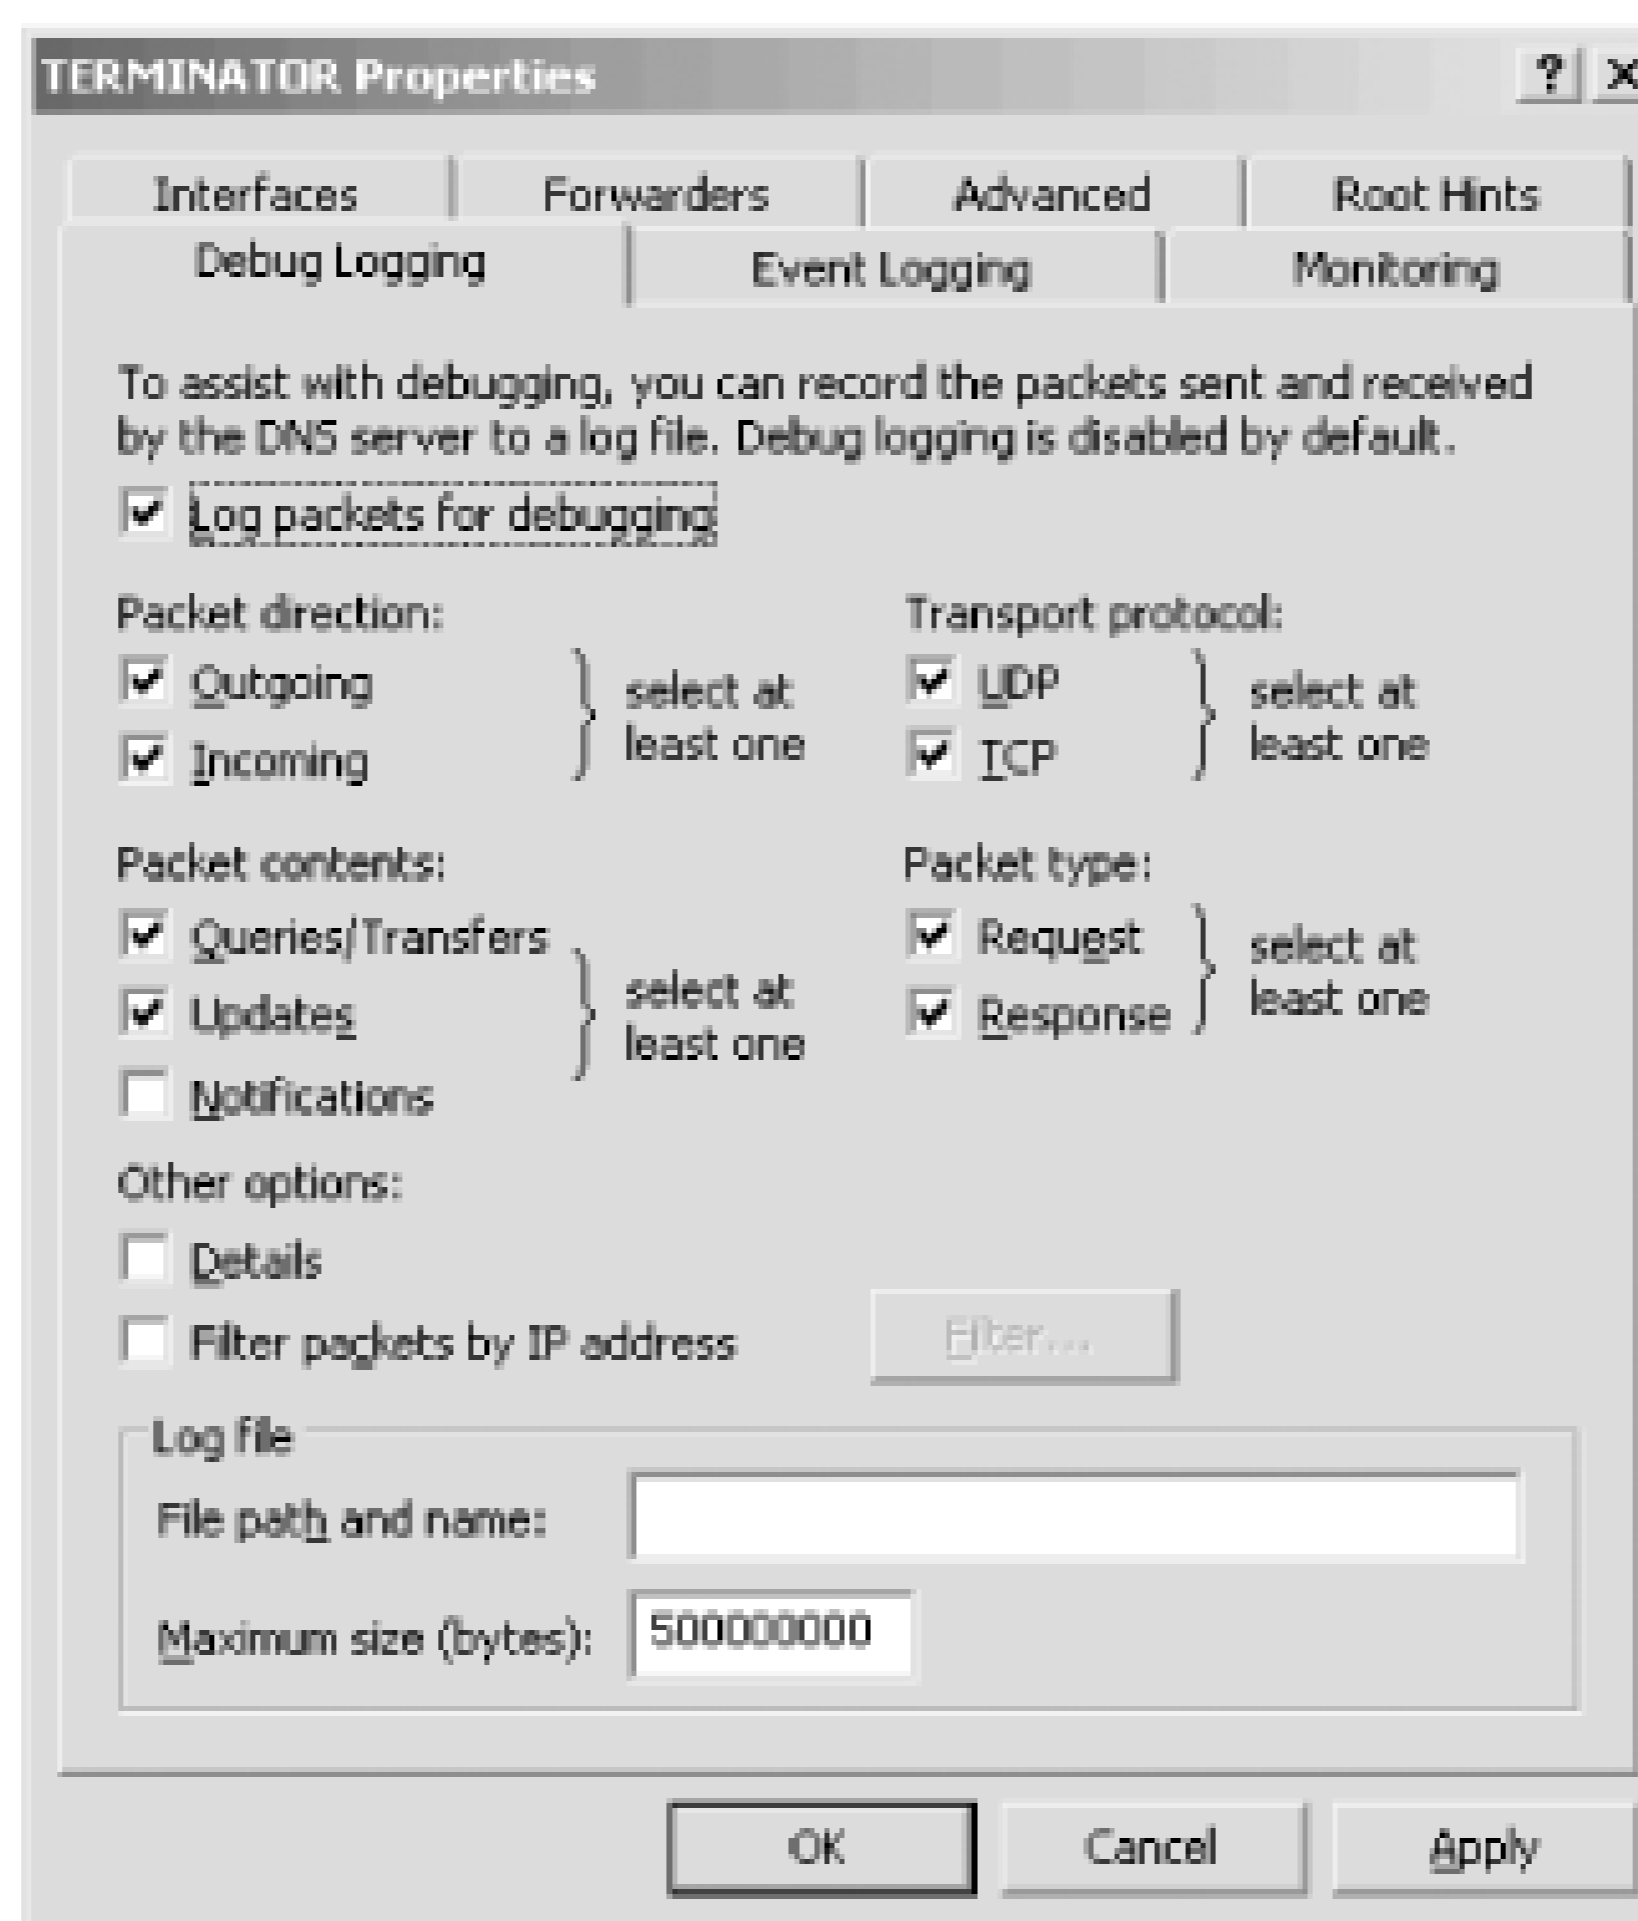 TERMINATOR Properties
? X
Interfaces Forwarders Advanced Root Hints
Debug Logging Event Logging Monitoring
To assist with debugging, you can record the packets sent and received
by the DNS server to a log file. Debug logging is disabled by default.
Log packets for debugging
Packet direction:
Outgoing
Incoming
select at
least one
Transport protocol:
UDP
TCP
select at
least one
Packet contents:
Queries/Transfers
Updates
Notifications
select at
least one
Packet type:
Request
Response
select at
least one
Other options:
Details
Filter packets by IP address Filter...
Log file
File path and name:
Maximum size (bytes): 500000000
OK Cancel Apply